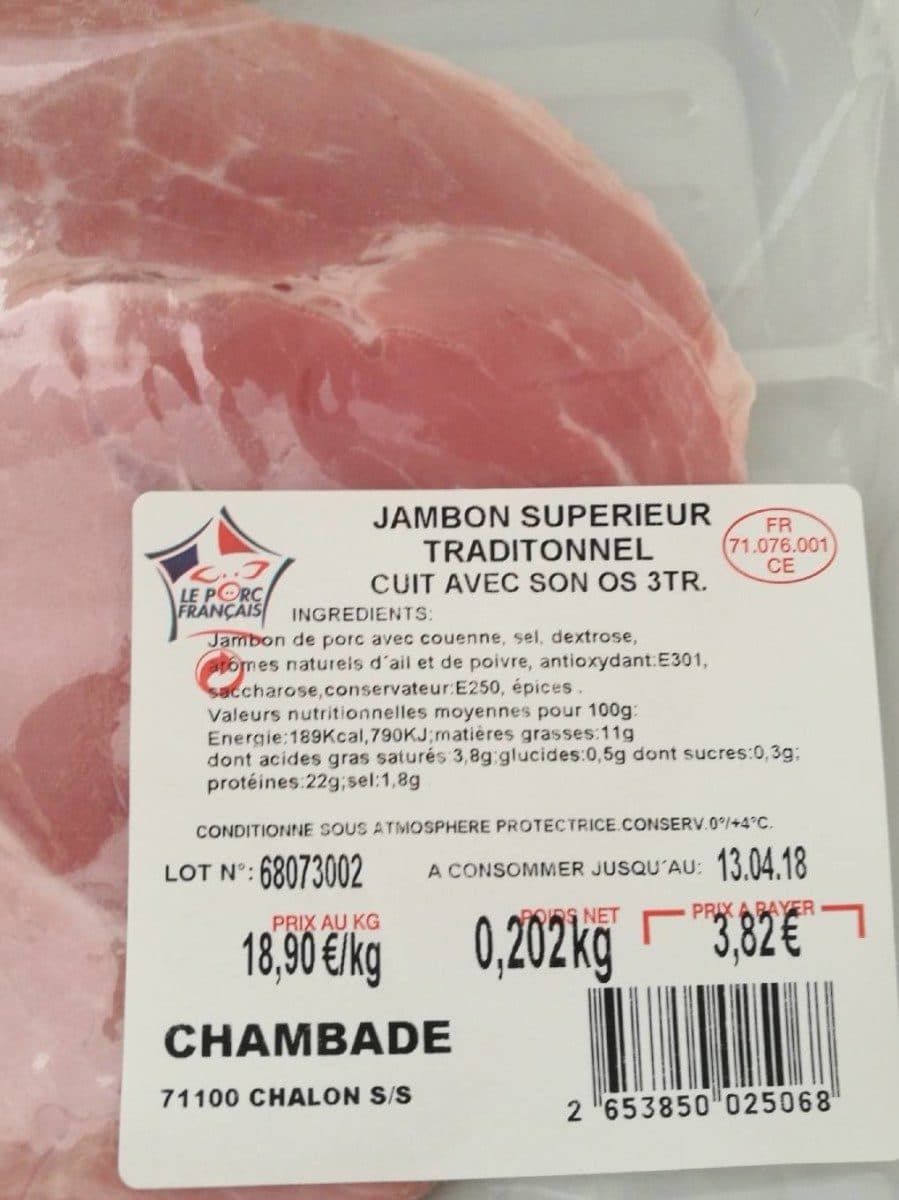 JAMBON SUPERIEUR
TRADITONNEL
CUIT AVEC SON OS 3TR.
FR
71.076.001
CE
LE PORC
FRANÇAIS
INGREDIENTS:
Jambon de porc avec couenne, sel, dextrose,
arômes naturels d´ail et de poivre, antioxydant:E301,
saccharose,conservateur:E250, épices .
Valeurs nutritionnelles moyennes pour 100g:
Energie:189Kcal,790KJ;matières grasses:11g
dont acides gras saturés:3,8g:glucides:0,5g dont sucres:0,3g;
protéines:22g;sel:1,8g
CONDITIONNE SOUS ATMOSPHERE PROTECTRICE.CONSERV.0°/+4°C.
LOT N°: 68073002
A CONSOMMER JUSQU´AU: 13.04.18
PRIX AU KG
18,90 €/kg
POIDS NET
0,202kg
PRIX A PAYER
3,82€
CHAMBADE
71100 CHALON S/S
2 653850 025068